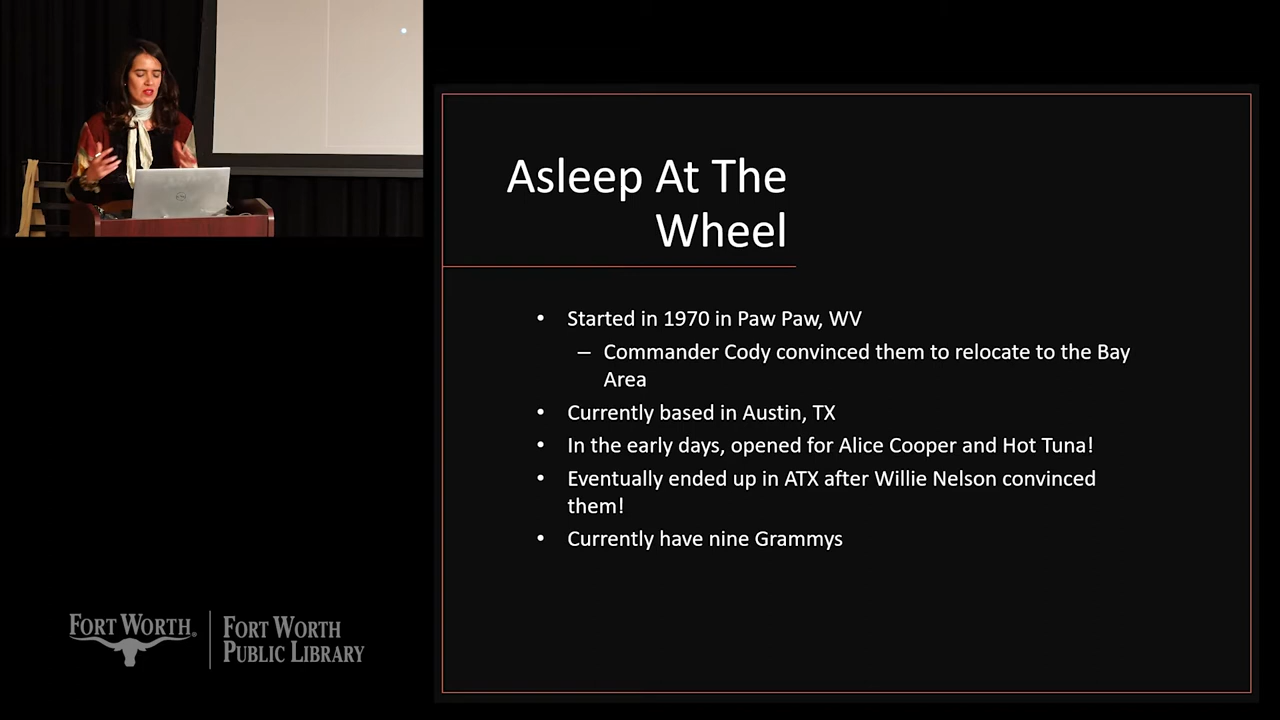 Asleep At The
Wheel
• Started in 1970 in Paw Paw, WV
– Commander Cody convinced them to relocate to the Bay
Area
• Currently based in Austin, TX
• In the early days, opened for Alice Cooper and Hot Tuna!
• Eventually ended up in ATX after Willie Nelson convinced
them!
• Currently have nine Grammys
FORT WORTH®
FORT WORTH
PUBLIC LIBRARY